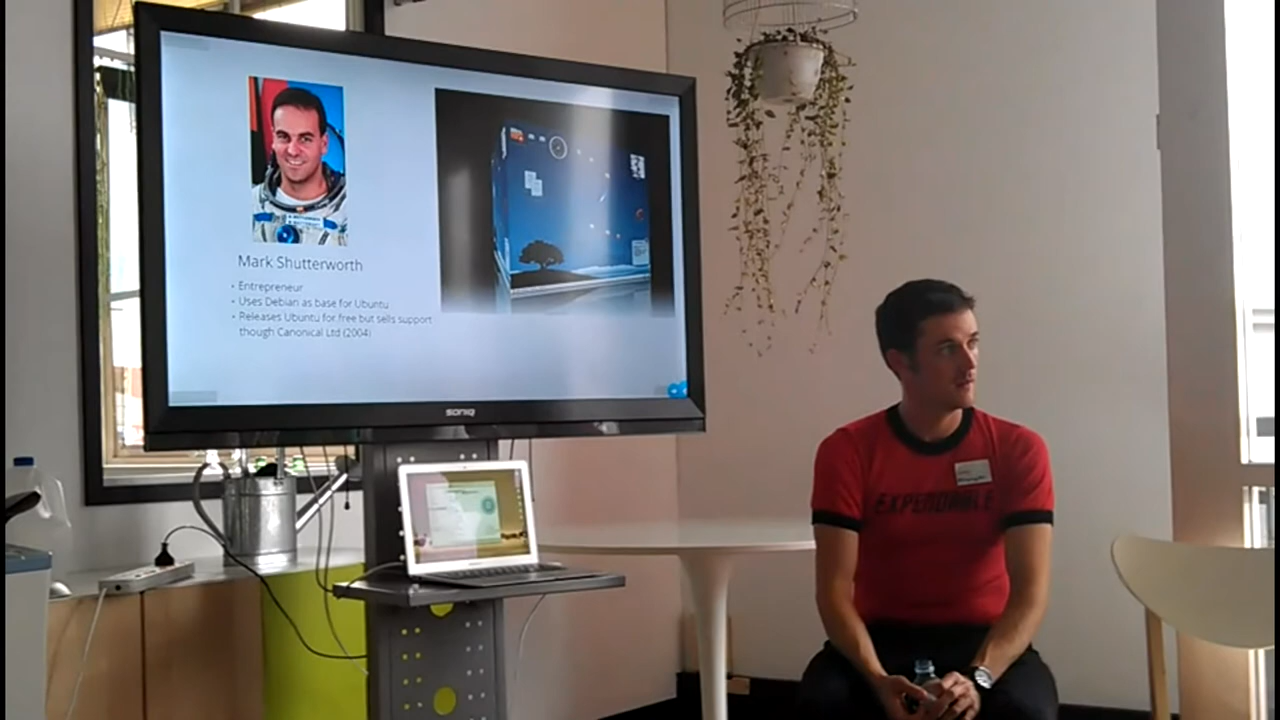 Mark Shutterworth
• Entrepreneur
• Uses Debian as base for Ubuntu
• Releases Ubuntu for free but sells support
though Canonical Ltd (2004)
SONIQ
EXPENDABLE